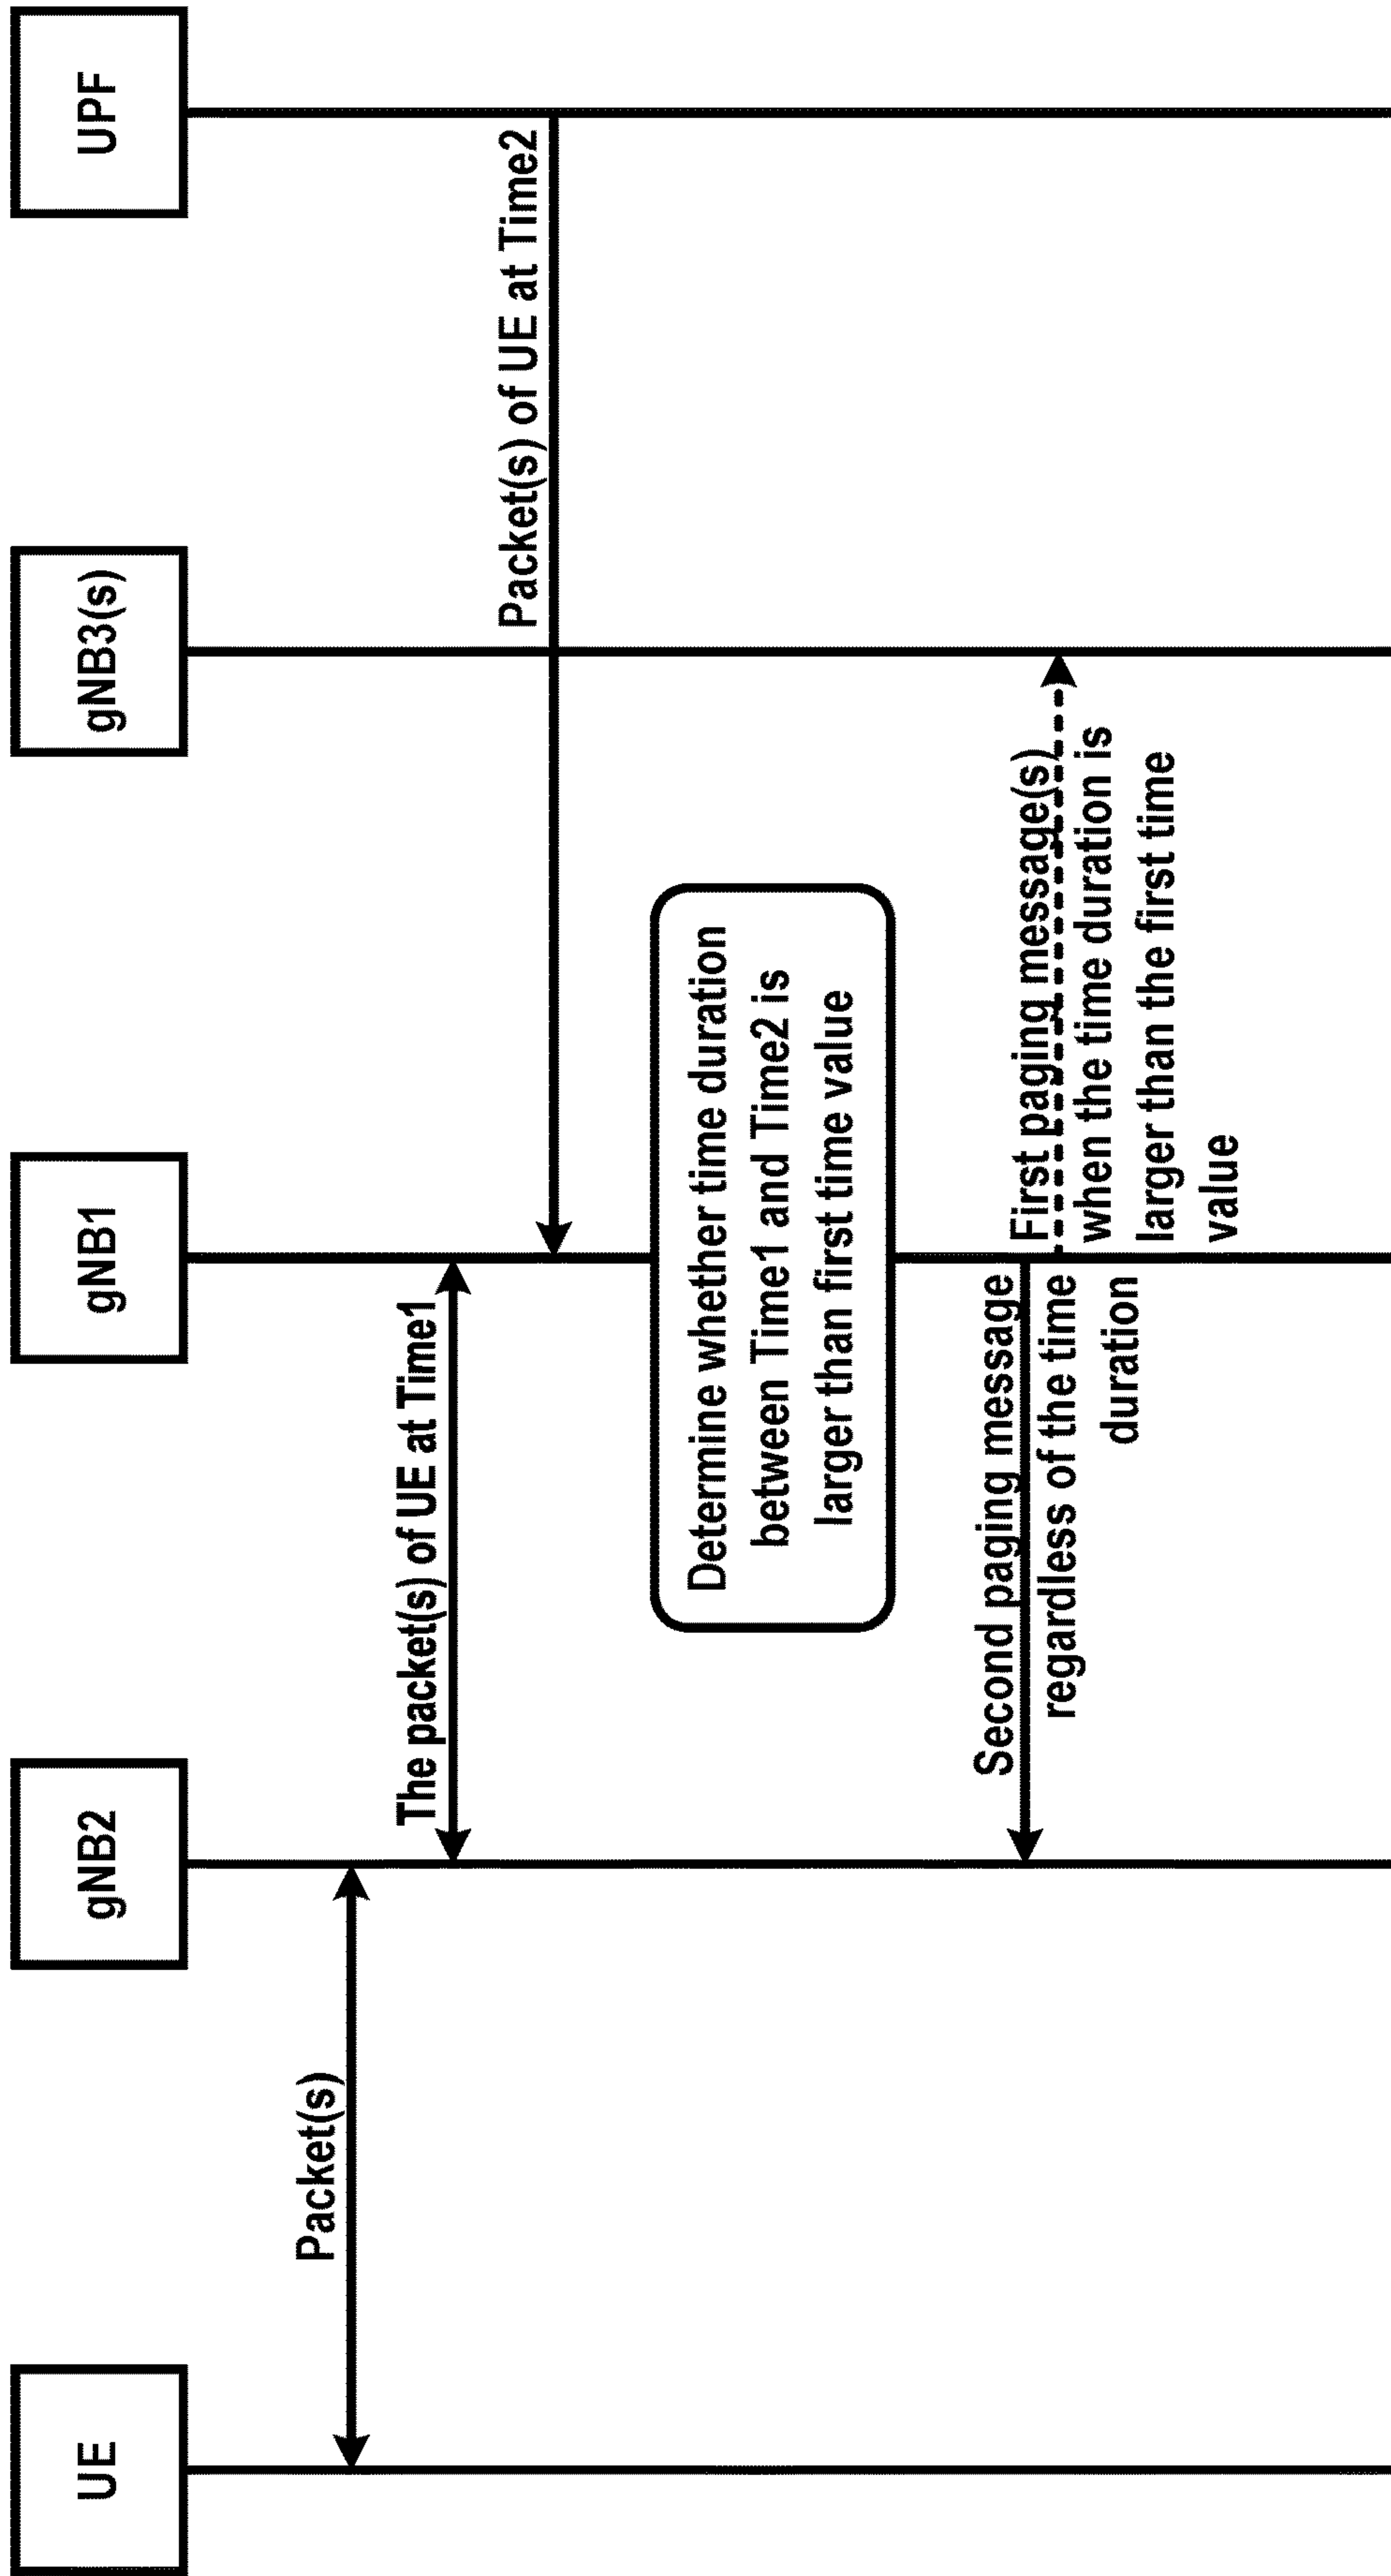 UE
gNB2
gNB1
gNB3(s)
UPF
Packet(s)
The packet(s) of UE at Time1
Packet(s) of UE at Time2
Determine whether time duration
between Time1 and Time2 is
larger than first time value
Second paging message
regardless of the time
duration
First paging message(s)
when the time duration is
larger than the first time
value